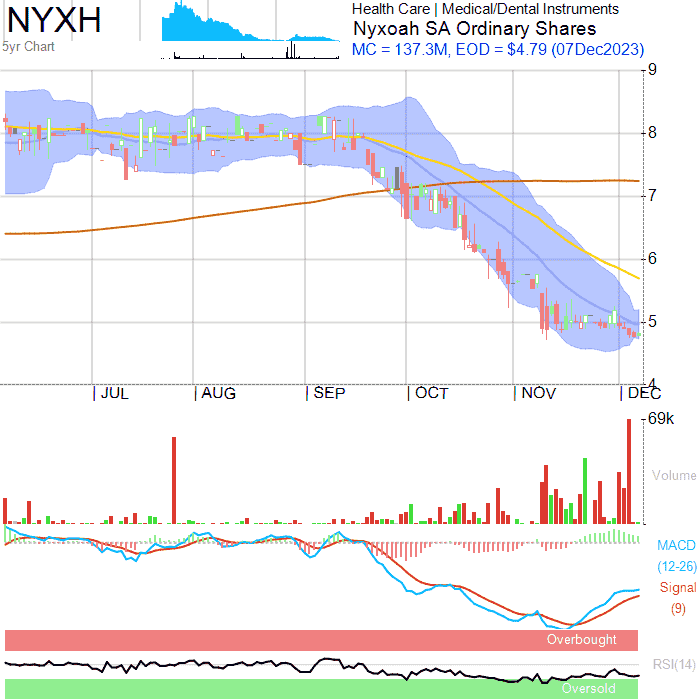 NYXH
5yr Chart
Health Care | Medical/Dental Instruments
Nyxoah SA Ordinary Shares
MC = 137.3M, EOD = $4.79 (07Dec2023)
9
8
7
6
5
4
JUL AUG SEP OCT NOV DEC
69k
Volume
MACD
(12-26)
Signal
(9)
Overbought
RSI(14)
Oversold